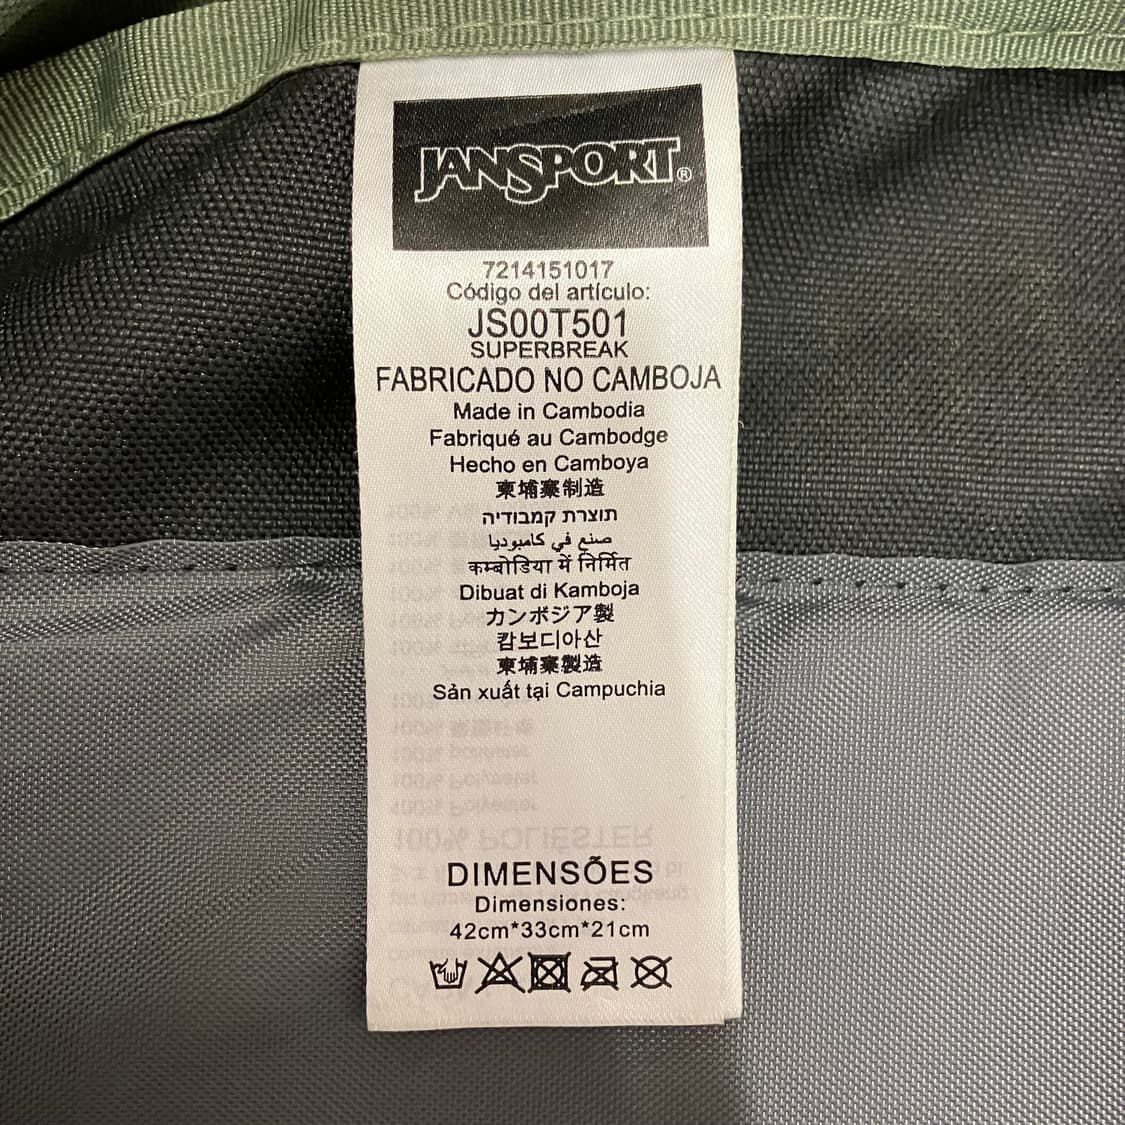 JANSPORT®
7214151017
Código del artículo:
JS00T501
SUPERBREAK
FABRICADO NO CAMBOJA
Made in Cambodia
Fabriqué au Cambodge
Hecho en Camboya
柬埔寨制造
תוצרת קמבודיה
صنع في كامبوديا
कम्बोडिया में निर्मित
Dibuat di Kamboja
カンボジア製
캄보디아산
柬埔寨製造
Sản xuất tại Campuchia
100% POLIÉSTER
DIMENSÕES
Dimensiones:
42cm*33cm*21cm